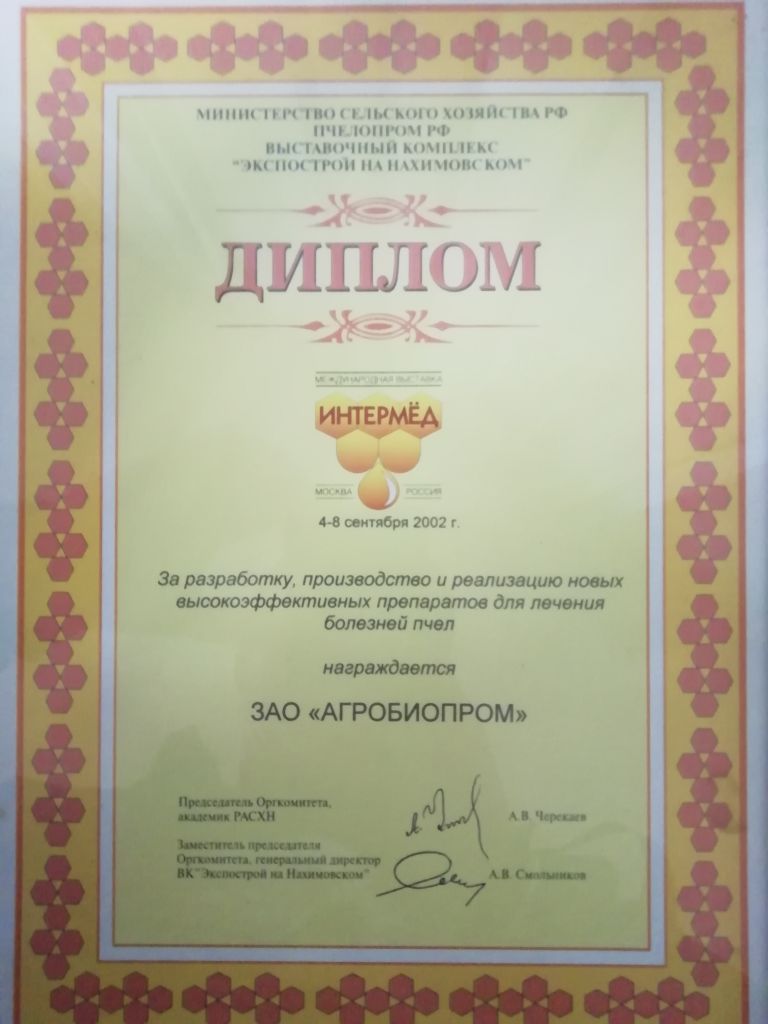 МИНИСТЕРСТВО СЕЛЬСКОГО ХОЗЯЙСТВА РФ
ПЧЕЛОПРОМ РФ
ВЫСТАВОЧНЫЙ КОМПЛЕКС
"ЭКСПОСТРОЙ НА НАХИМОВСКОМ"
ДИПЛОМ
МЕЖДУНАРОДНАЯ ВЫСТАВКА
ИНТЕРМЁД
МОСКВА РОССИЯ
4-8 сентября 2002 г.
За разработку, производство и реализацию новых
высокоэффективных препаратов для лечения
болезней пчел
награждается
ЗАО «АГРОБИОПРОМ»
Председатель Оргкомитета,
академик РАСХН А.В. Черекаев
Заместитель председателя
Оргкомитета, генеральный директор
ВК"Экспострой на Нахимовском" А.В. Смольников